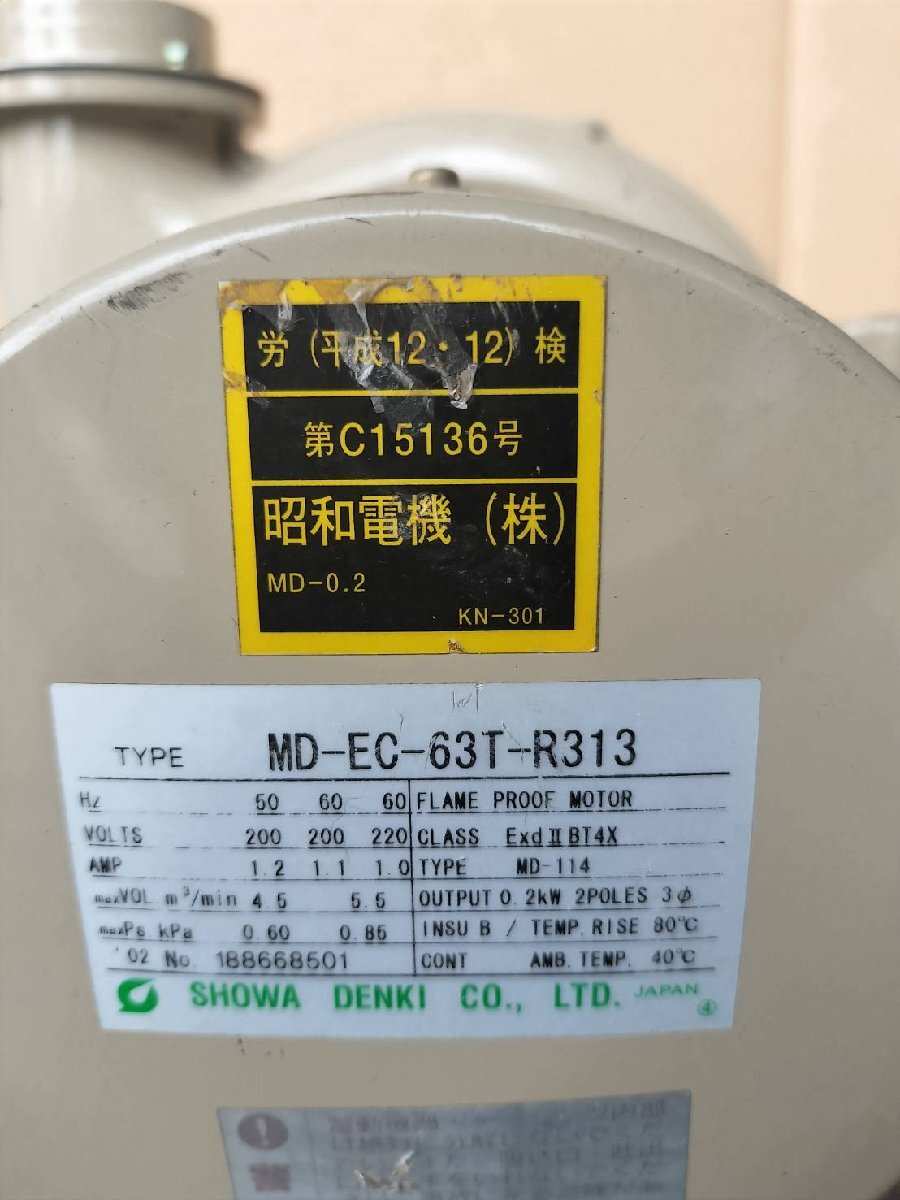 労（平成12・12）検
第C15136号
昭和電機（株）
MD-0.2
KN-301
TYPE MD-EC-63T-R313
Hz 50 60 60 FLAME PROOF MOTOR
VOLTS 200 200 220 CLASS ExdⅡBT4X
AMP 1.2 1.1 1.0 TYPE MD-114
maxVOL m³/min 4.5 5.5 OUTPUT 0.2kW 2POLES 3φ
maxPs kPa 0.60 0.85 INSU B / TEMP. RISE 80℃
'02 No. 188668501 CONT AMB. TEMP. 40℃
SHOWA DENKI CO., LTD. JAPAN
④